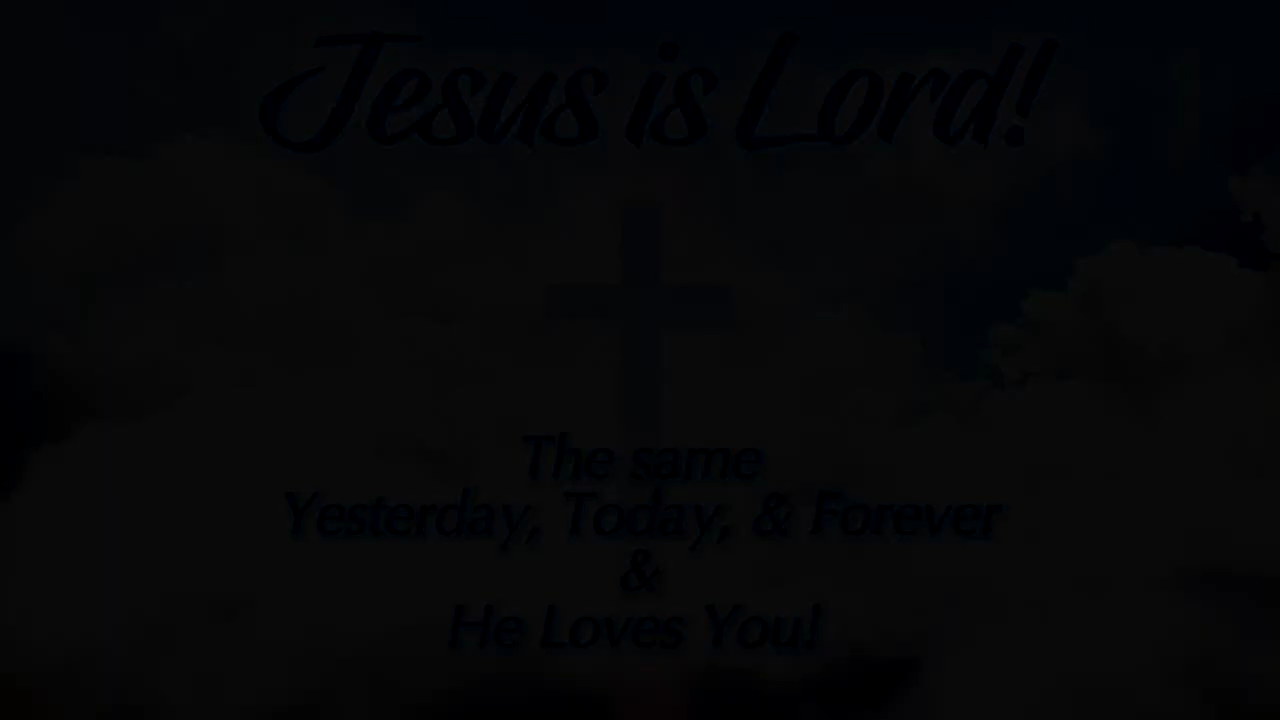 Jesus is Lord!
The same
Yesterday, Today, & Forever
&
He Loves You!